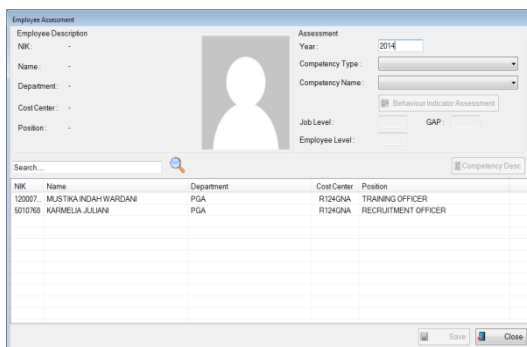 Employee Assessment
Employee Description
NIK : -
Name : -
Department : -
Cost Center : -
Position : -
Assessment
Year : 2014
Competency Type :
Competency Name :
Behaviour Indicator Assessment
Job Level : GAP :
Employee Level :
Search...
Competency Desc
NIK Name Department Cost Center Position
120007... MUSTIKA INDAH WARDANI PGA R124GNA TRAINING OFFICER
5010768 KARMELIA JULIANI PGA R124GNA RECRUITMENT OFFICER
Save Close